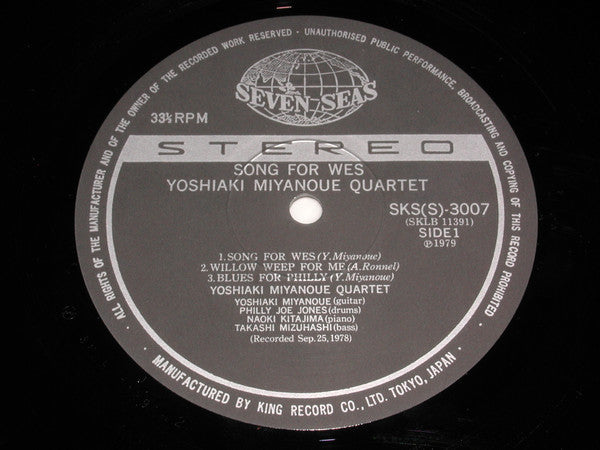 ALL RIGHTS OF THE MANUFACTURER AND OF THE OWNER OF THE RECORDED WORK RESERVED · UNAUTHORISED PUBLIC PERFORMANCE, BROADCASTING AND COPYING OF THIS RECORD PROHIBITED ·
SEVEN SEAS
33⅓ RPM
STEREO
SONG FOR WES
YOSHIAKI MIYANOUE QUARTET
SKS(S)-3007
(SKLB 11391)
SIDE 1
℗1979
1. SONG FOR WES (Y. Miyanoue)
2. WILLOW WEEP FOR ME (A. Ronnel)
3. BLUES FOR PHILLY (Y. Miyanoue)
YOSHIAKI MIYANOUE QUARTET
YOSHIAKI MIYANOUE (guitar)
PHILLY JOE JONES (drums)
NAOKI KITAJIMA (piano)
TAKASHI MIZUHASHI (bass)
(Recorded Sep. 25, 1978)
MANUFACTURED BY KING RECORD CO., LTD. TOKYO, JAPAN